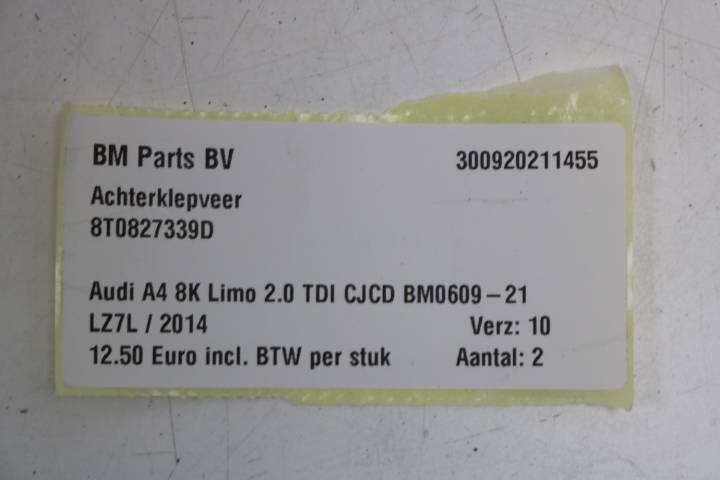 BM Parts BV 300920211455
Achterklepveer
8T0827339D
Audi A4 8K Limo 2.0 TDI CJCD BM0609-21
LZ7L / 2014 Verz: 10
12.50 Euro incl. BTW per stuk Aantal: 2